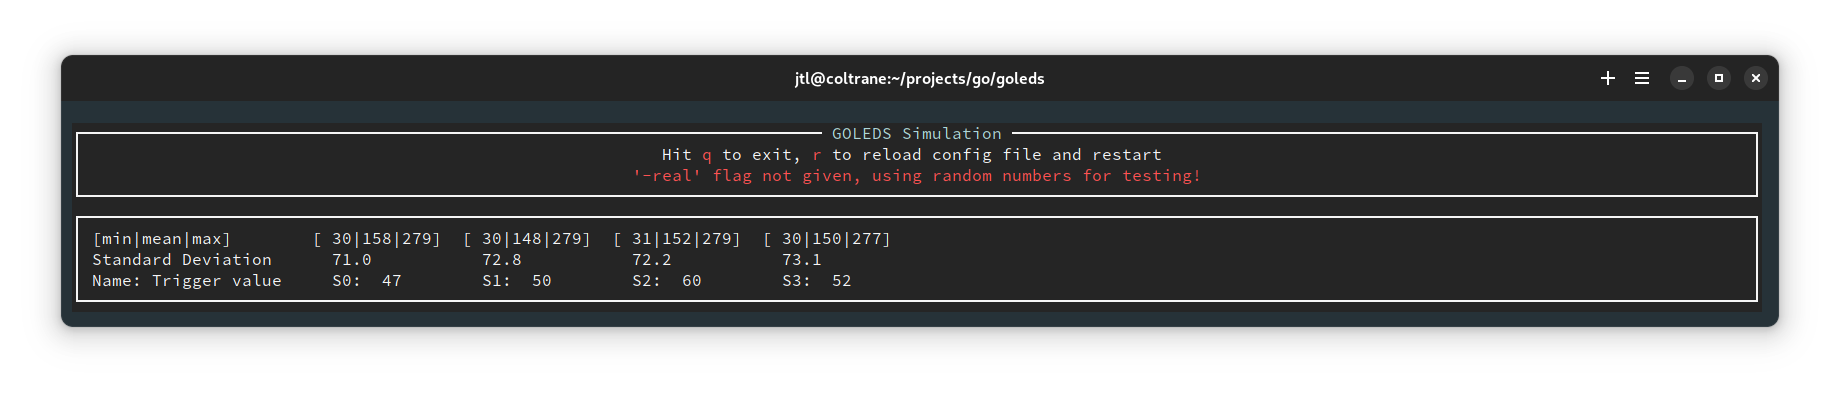 jtl@coltrane:~/projects/go/goleds
GOLEDS Simulation
Hit q to exit, r to reload config file and restart
'-real' flag not given, using random numbers for testing!
[min|mean|max]        [ 30|158|279]  [ 30|148|279]  [ 31|152|279]  [ 30|150|277]
Standard Deviation      71.0           72.8           72.2           73.1
Name: Trigger value     S0:  47        S1:  50        S2:  60        S3:  52